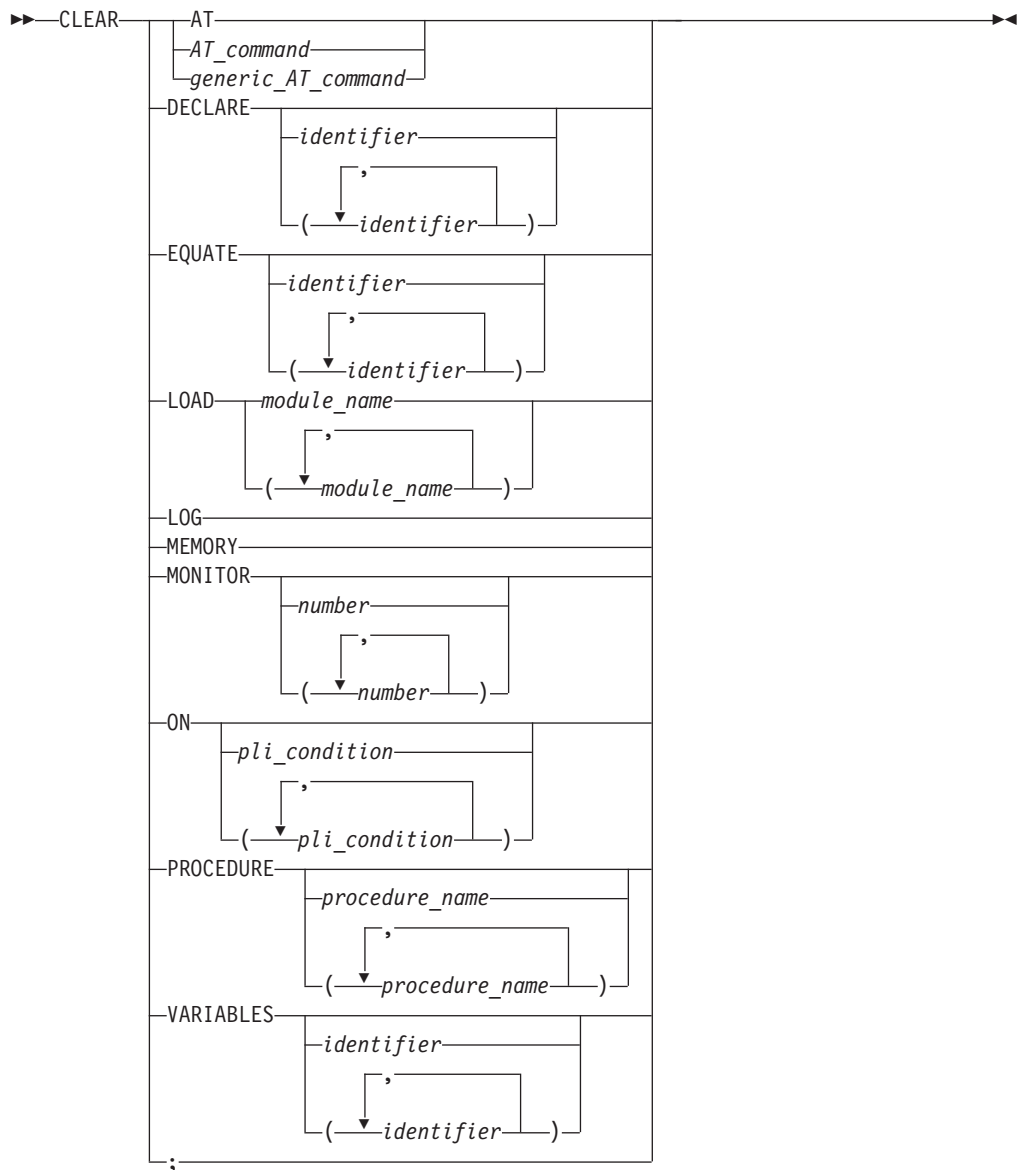 CLEAR AT
AT_command
generic_AT_command
DECLARE
identifier
,
( identifier )
EQUATE
identifier
,
( identifier )
LOAD module_name
,
( module_name )
LOG
MEMORY
MONITOR
number
,
( number )
ON
pli_condition
,
( pli_condition )
PROCEDURE
procedure_name
,
( procedure_name )
VARIABLES
identifier
,
( identifier )
;